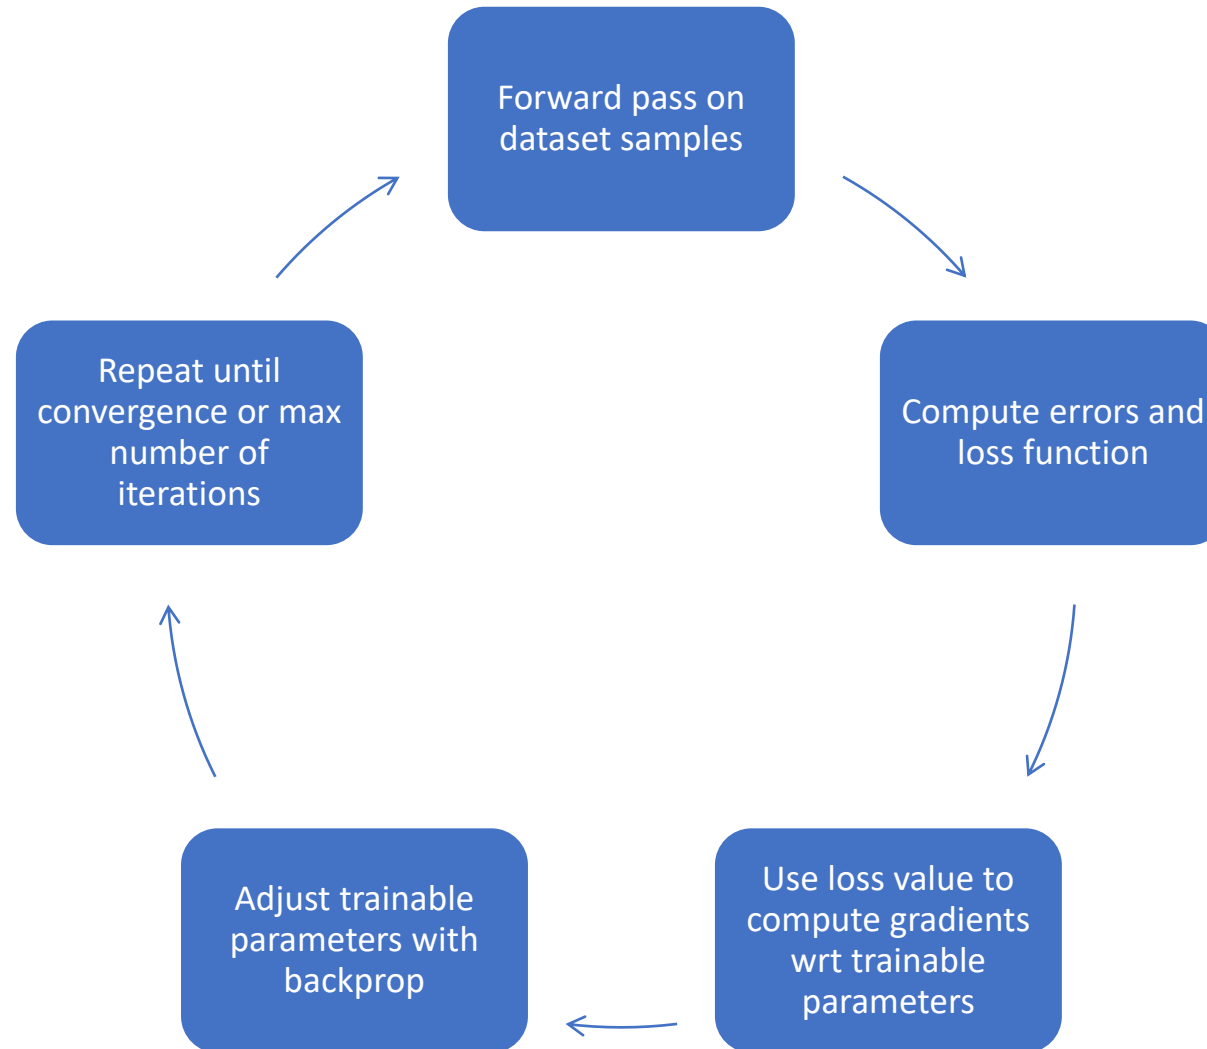 Forward pass on
dataset samples
Compute errors and
loss function
Use loss value to
compute gradients
wrt trainable
parameters
Adjust trainable
parameters with
backprop
Repeat until
convergence or max
number of
iterations